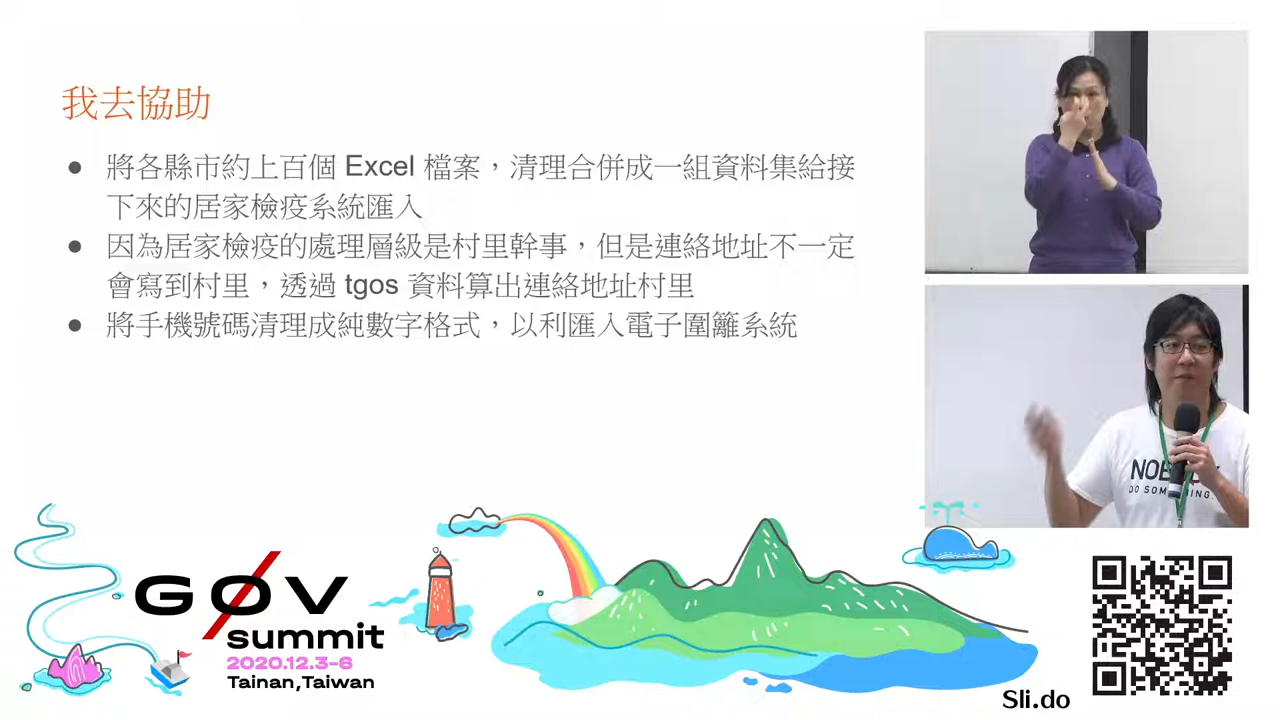 我去協助
● 將各縣市約上百個 Excel 檔案，清理合併成一組資料集給接
下來的居家檢疫系統匯入
● 因為居家檢疫的處理層級是村里幹事，但是連絡地址不一定
會寫到村里，透過 tgos 資料算出連絡地址村里
● 將手機號碼清理成純數字格式，以利匯入電子圍籬系統
DO SOM
G0V
summit
2020.12.3-6
Tainan,Taiwan
Sli.do